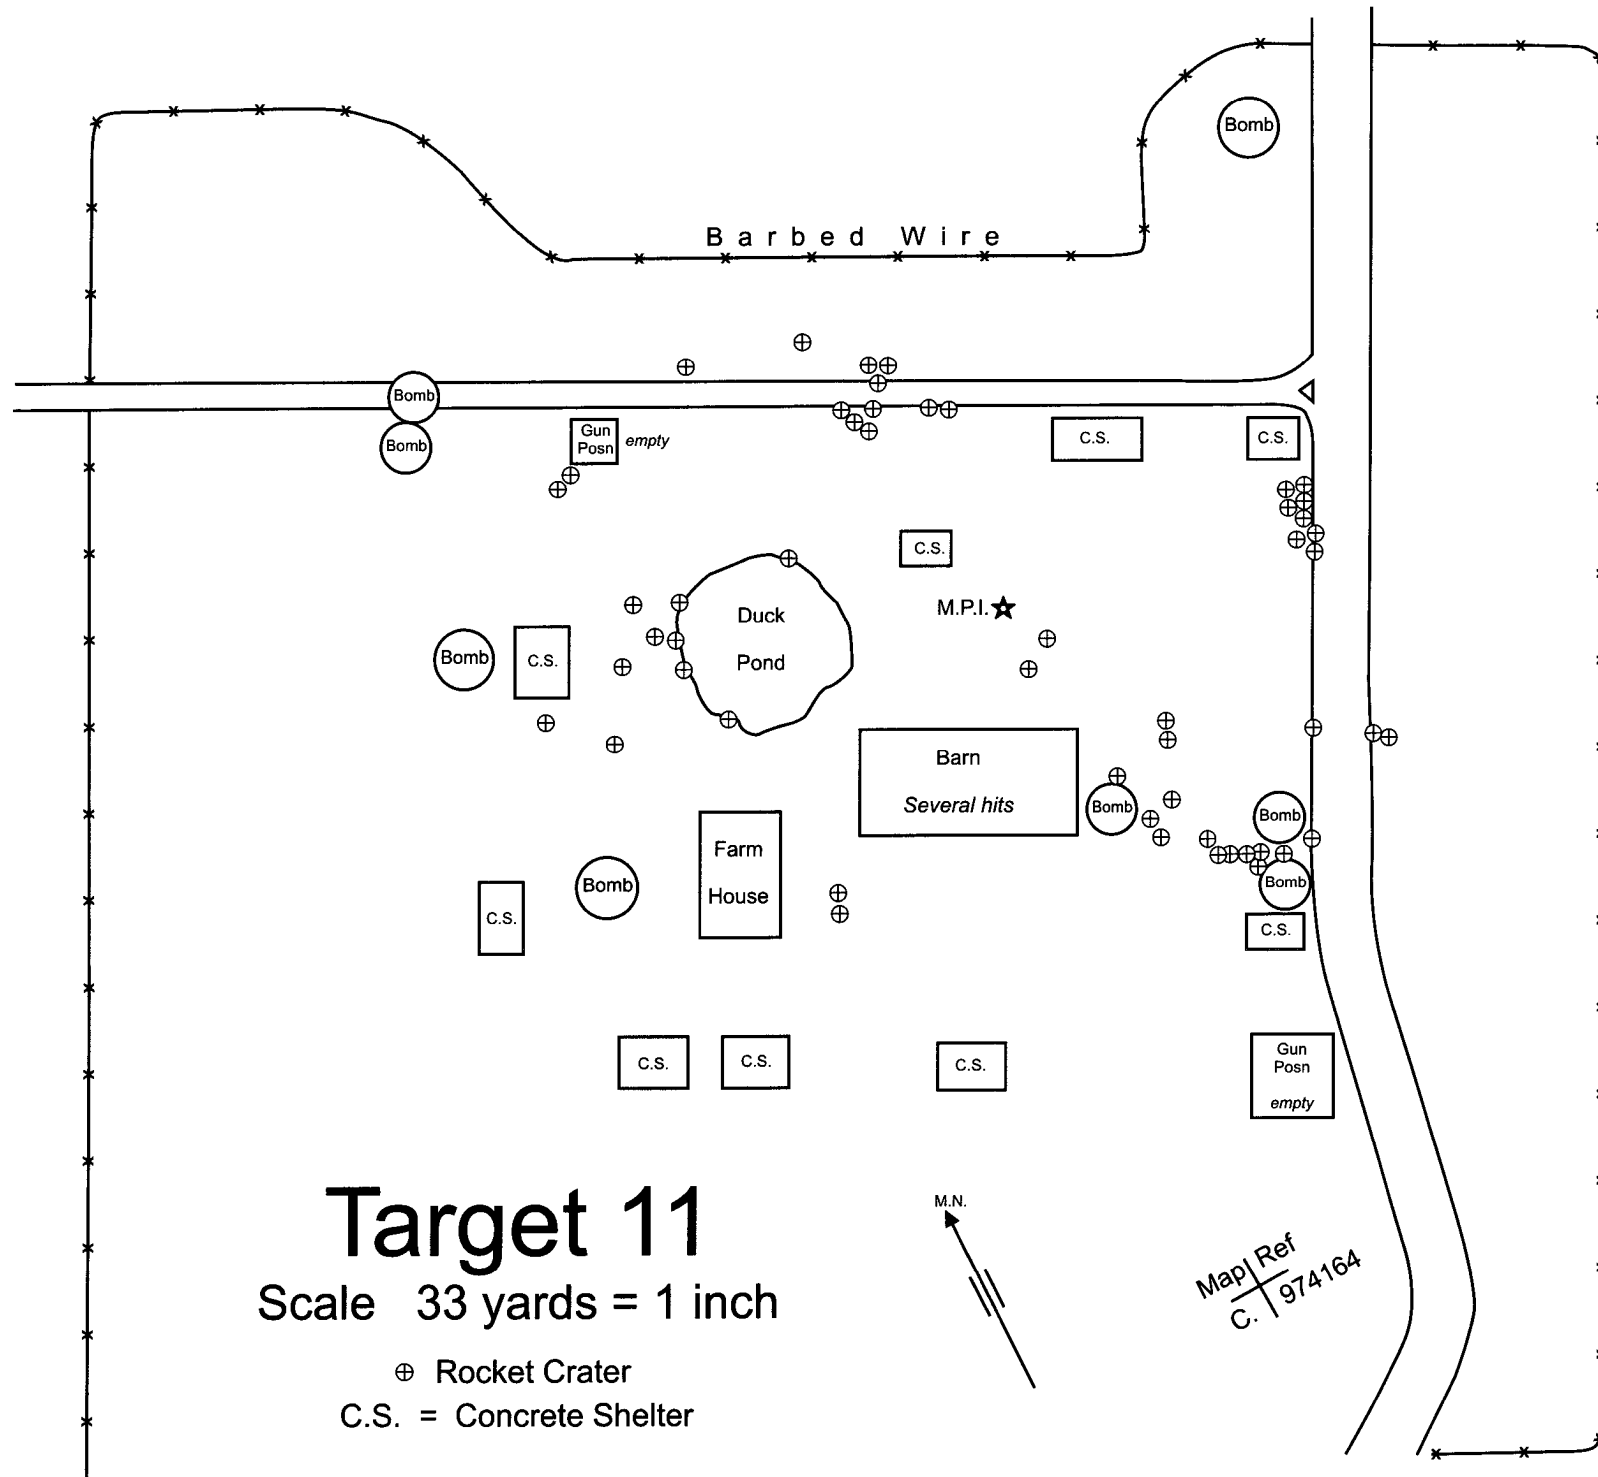 Bomb
Barbed Wire
Bomb
Bomb
Gun
Posn
empty
C.S.
C.S.
C.S.
M.P.I.
Duck
Pond
Bomb
C.S.
Barn
Several hits
Bomb
Bomb
Farm
House
Bomb
Bomb
C.S.
C.S.
C.S.
C.S.
C.S.
Gun
Posn
empty
Target 11
Scale 33 yards = 1 inch
Rocket Crater
C.S. = Concrete Shelter
M.N.
Map Ref
C. 974164